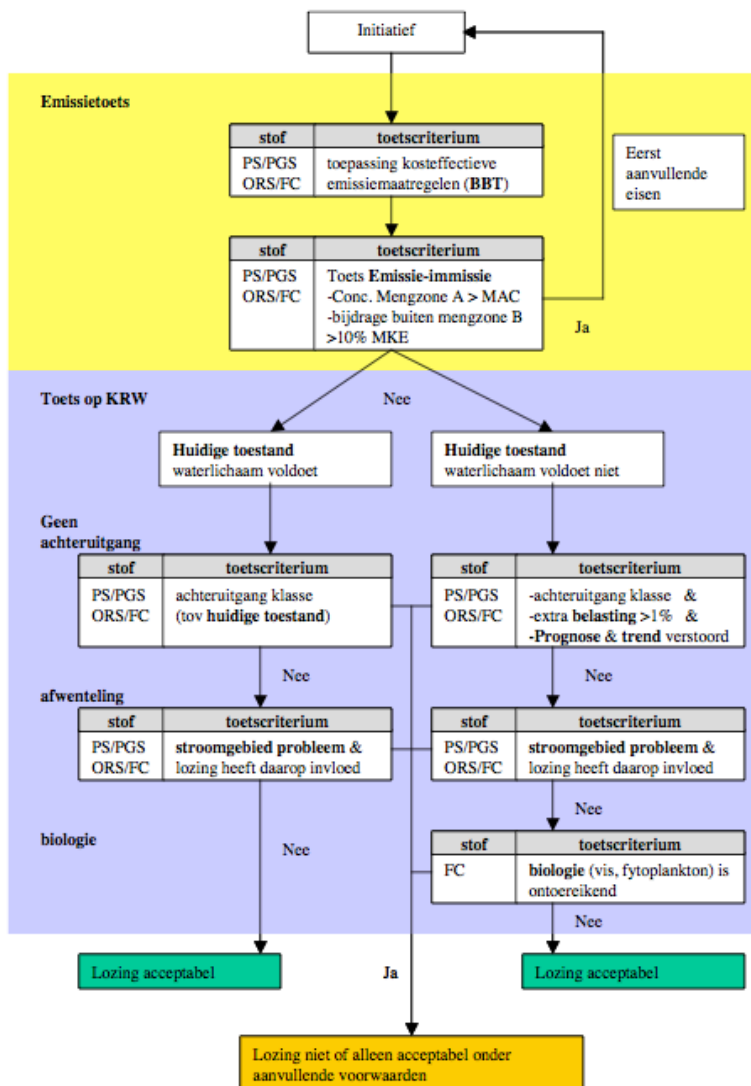 Initiatief
Emissietoets
stof toetscriterium
PS/PGS toepassing kosteffectieve
ORS/FC emissiemaatregelen (BBT)
Eerst
aanvullende
eisen
stof toetscriterium
PS/PGS Toets Emissie-immissie
ORS/FC -Conc. Mengzone A > MAC
-bijdrage buiten mengzone B
>10% MKE
Ja
Toets op KRW
Nee
Huidige toestand
waterlichaam voldoet
Huidige toestand
waterlichaam voldoet niet
Geen
achteruitgang
stof toetscriterium
PS/PGS achteruitgang klasse
ORS/FC (tov huidige toestand)
stof toetscriterium
PS/PGS -achteruitgang klasse &
ORS/FC -extra belasting >1% &
-Prognose & trend verstoord
Nee
Nee
afwenteling
stof toetscriterium
PS/PGS stroomgebied probleem &
ORS/FC lozing heeft daarop invloed
stof toetscriterium
PS/PGS stroomgebied probleem &
ORS/FC lozing heeft daarop invloed
Nee
biologie
Nee
stof toetscriterium
FC biologie (vis, fytoplankton) is
ontoereikend
Nee
Lozing acceptabel
Ja
Lozing acceptabel
Lozing niet of alleen acceptabel onder
aanvullende voorwaarden